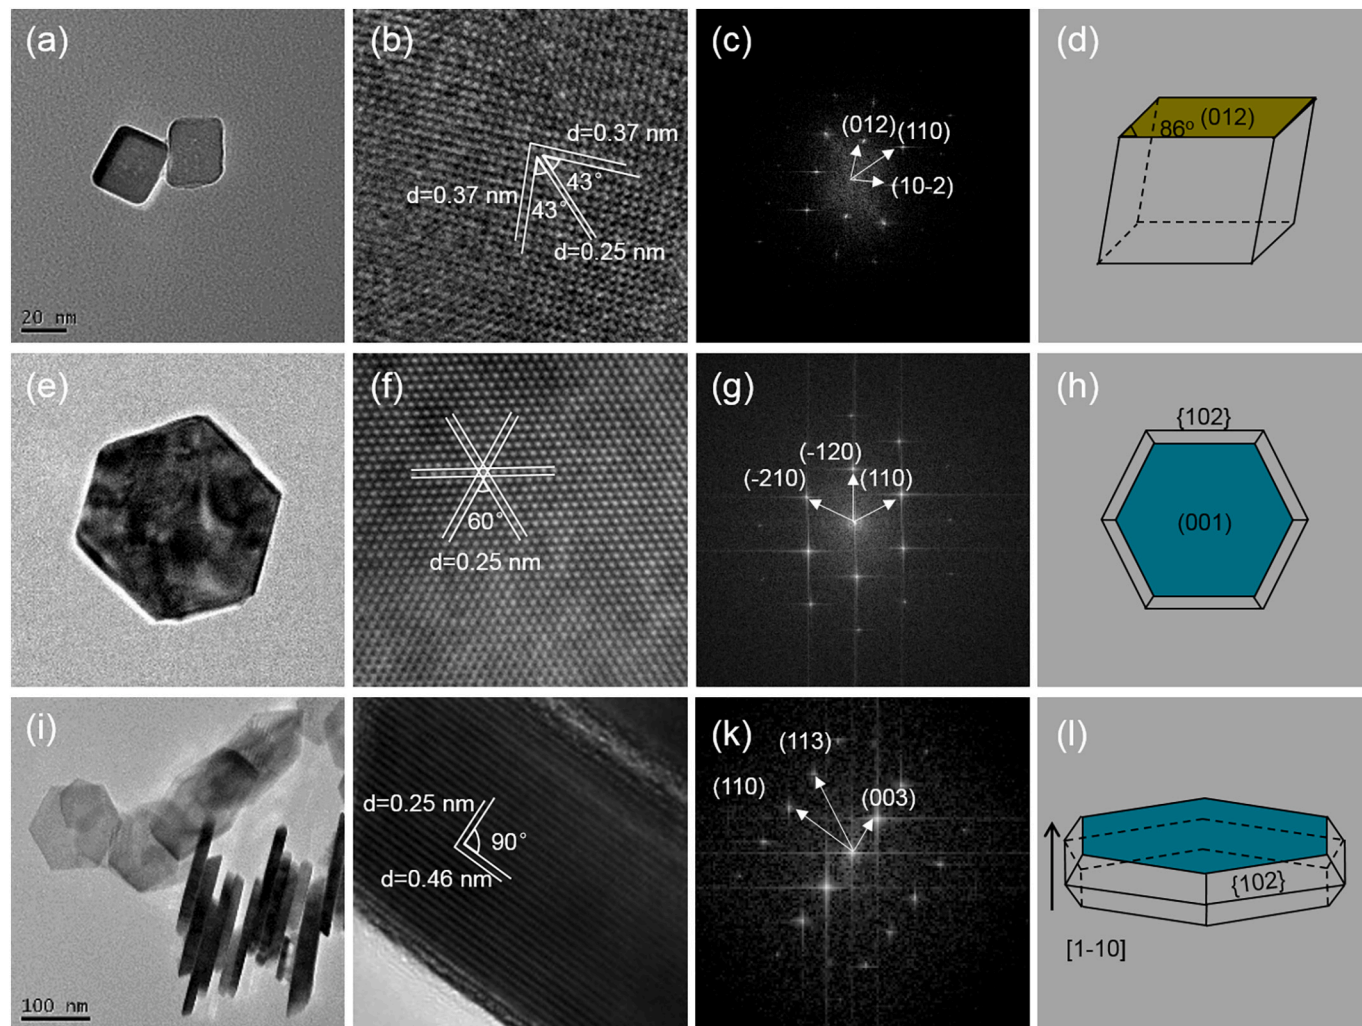 (a)
20 nm
(b)
d=0.37 nm
d=0.37 nm
43°
43°
d=0.25 nm
(c)
(012)
(110)
(10-2)
(d)
(012)
86°
(e)
(f)
60°
d=0.25 nm
(g)
(-120)
(-210)
(110)
(h)
{102}
(001)
(i)
100 nm
d=0.25 nm
90°
d=0.46 nm
(k)
(113)
(110)
(003)
(l)
{102}
[1-10]